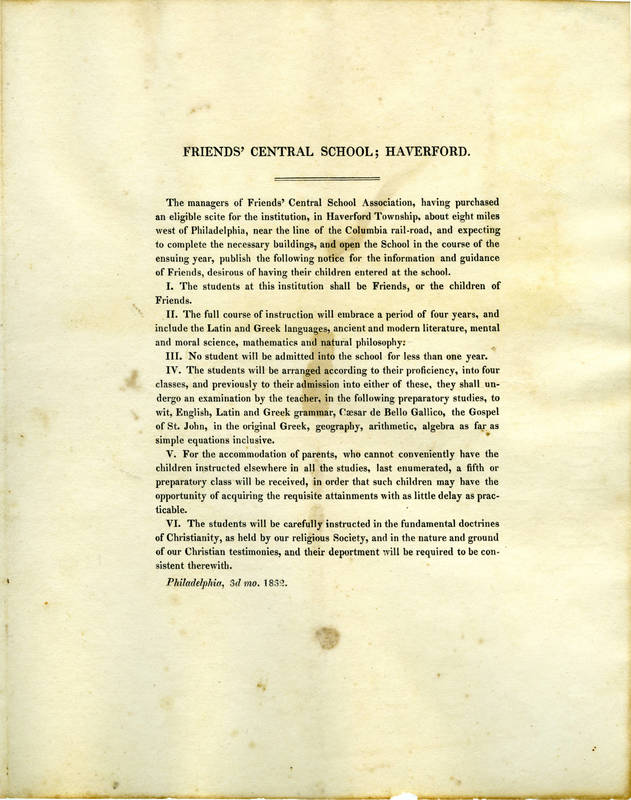 FRIENDS' CENTRAL SCHOOL; HAVERFORD.
The managers of Friends' Central School Association, having purchased
an eligible scite for the institution, in Haverford Township, about eight miles
west of Philadelphia, near the line of the Columbia rail-road, and expecting
to complete the necessary buildings, and open the School in the course of the
ensuing year, publish the following notice for the information and guidance
of Friends, desirous of having their children entered at the school.
I. The students at this institution shall be Friends, or the children of
Friends.
II. The full course of instruction will embrace a period of four years, and
include the Latin and Greek languages, ancient and modern literature, mental
and moral science, mathematics and natural philosophy:
III. No student will be admitted into the school for less than one year.
IV. The students will be arranged according to their proficiency, into four
classes, and previously to their admission into either of these, they shall un-
dergo an examination by the teacher, in the following preparatory studies, to
wit, English, Latin and Greek grammar, Cæsar de Bello Gallico, the Gospel
of St. John, in the original Greek, geography, arithmetic, algebra as far as
simple equations inclusive.
V. For the accommodation of parents, who cannot conveniently have the
children instructed elsewhere in all the studies, last enumerated, a fifth or
preparatory class will be received, in order that such children may have the
opportunity of acquiring the requisite attainments with as little delay as prac-
ticable.
VI. The students will be carefully instructed in the fundamental doctrines
of Christianity, as held by our religious Society, and in the nature and ground
of our Christian testimonies, and their deportment will be required to be con-
sistent therewith.
Philadelphia, 3d mo. 1832.